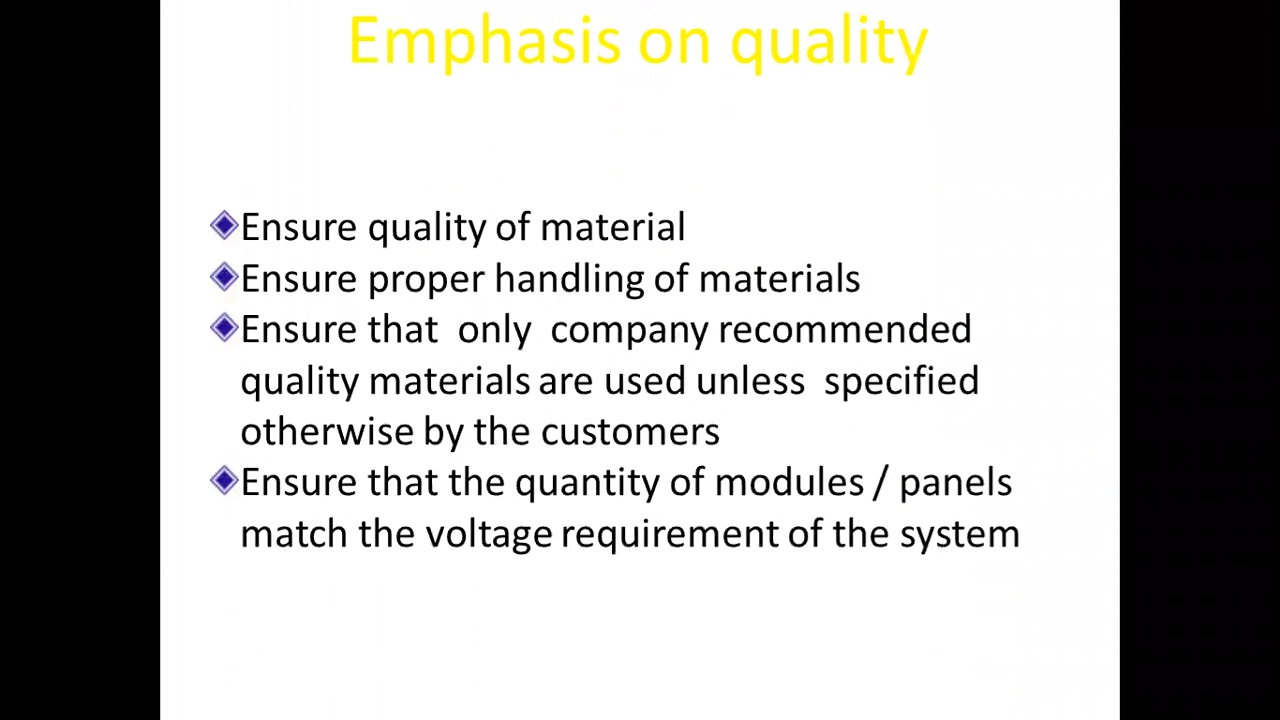 Emphasis on quality
Ensure quality of material
Ensure proper handling of materials
Ensure that only company recommended
quality materials are used unless specified
otherwise by the customers
Ensure that the quantity of modules / panels
match the voltage requirement of the system